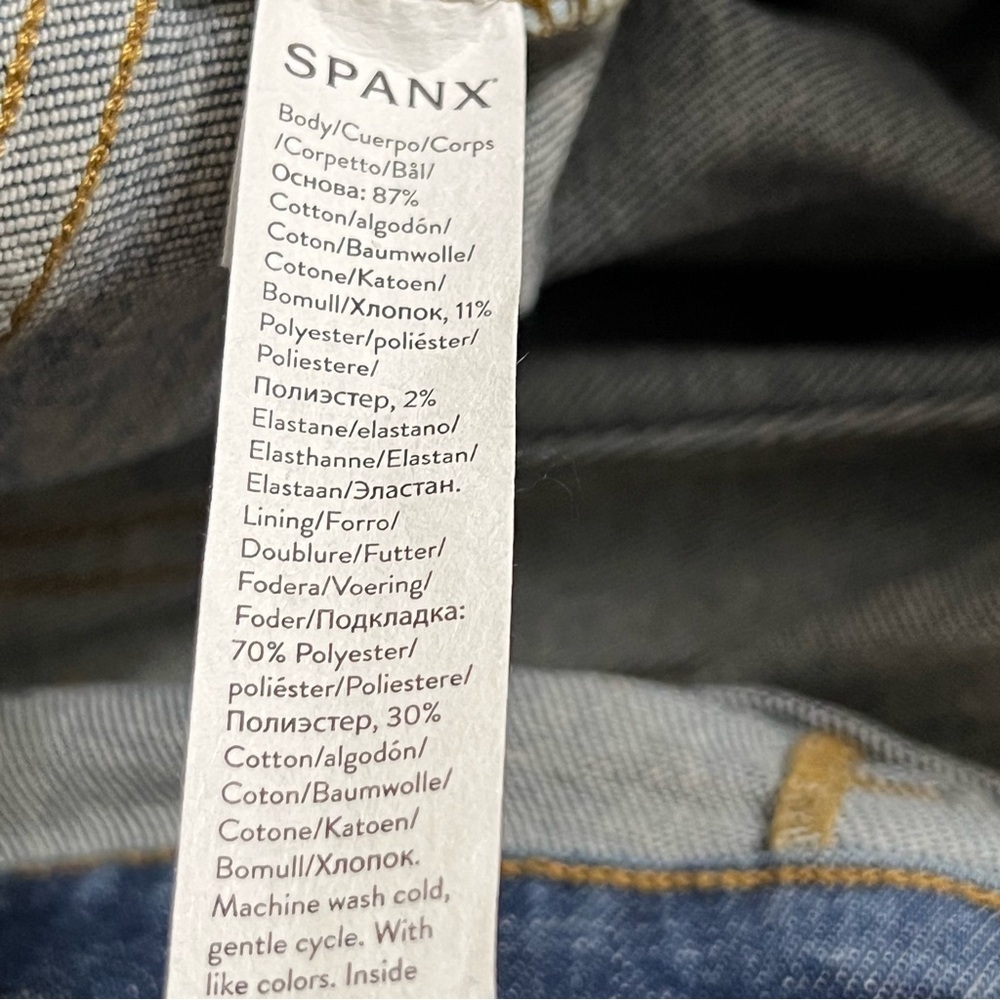 SPANX
Body/Cuerpo/Corps
/Corpetto/Bål/
Основа: 87%
Cotton/algodón/
Coton/Baumwolle/
Cotone/Katoen/
Bomull/Хлопок, 11%
Polyester/poliéster/
Poliestere/
Полиэстер, 2%
Elastane/elastano/
Elasthanne/Elastan/
Elastaan/Эластан.
Lining/Forro/
Doublure/Futter/
Fodera/Voering/
Foder/Подкладка:
70% Polyester/
poliéster/Poliestere/
Полиэстер, 30%
Cotton/algodón/
Coton/Baumwolle/
Cotone/Katoen/
Bomull/Хлопок.
Machine wash cold,
gentle cycle. With
like colors. Inside